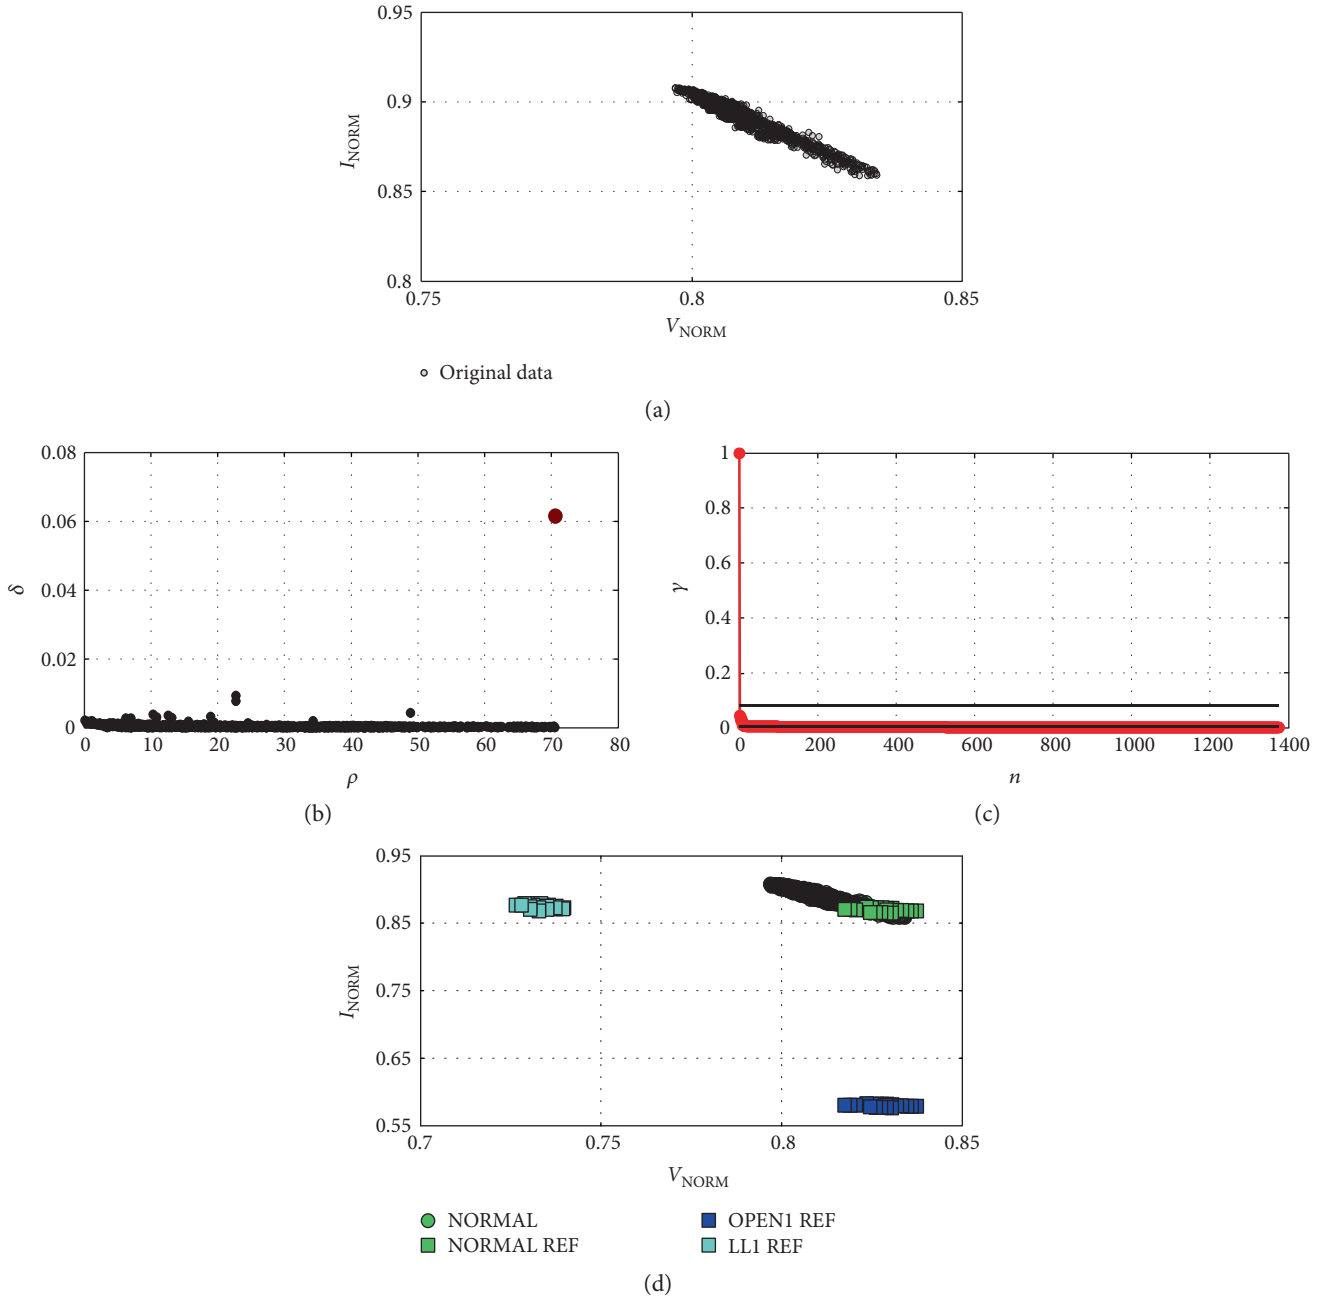 0.95
0.9
0.85
0.8
I_NORM
0.75 0.8 0.85
V_NORM
Original data
(a)
0.08
0.06
0.04
0.02
0
δ
0 10 20 30 40 50 60 70 80
ρ
(b)
1
0.8
0.6
0.4
0.2
0
γ
0 200 400 600 800 1000 1200 1400
n
(c)
0.95
0.85
0.75
0.65
0.55
I_NORM
0.7 0.75 0.8 0.85
V_NORM
NORMAL
NORMAL REF
OPEN1 REF
LL1 REF
(d)